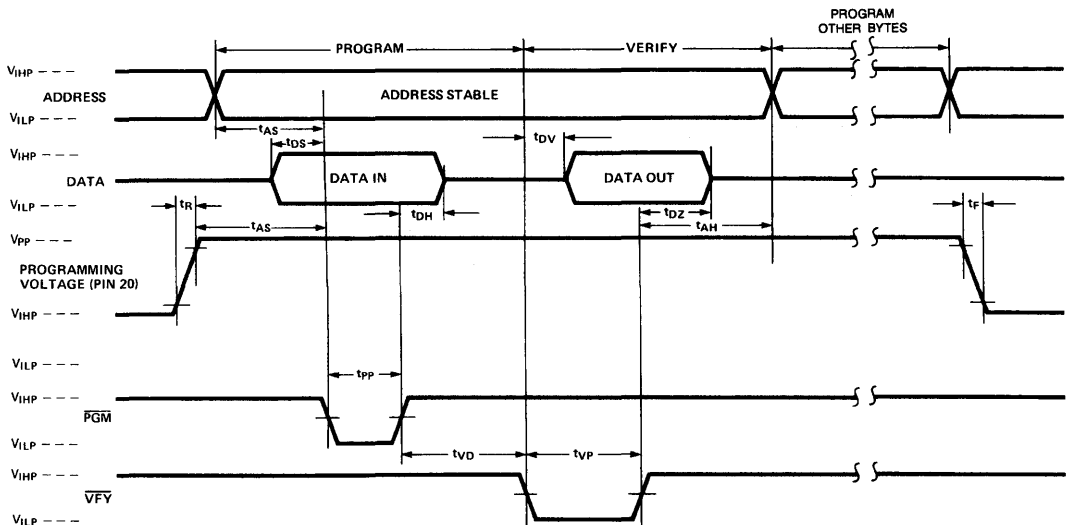 PROGRAM
OTHER BYTES
PROGRAM
VERIFY
VIHP
ADDRESS
ADDRESS STABLE
VILP
tAS
tDS
tDV
VIHP
DATA
DATA IN
DATA OUT
VILP
tR
tDH
tDZ
tF
tAS
tAH
VPP
PROGRAMMING
VOLTAGE (PIN 20)
VIHP
VILP
tPP
VIHP
PGM
VILP
tVD
tVP
VIHP
VFY
VILP